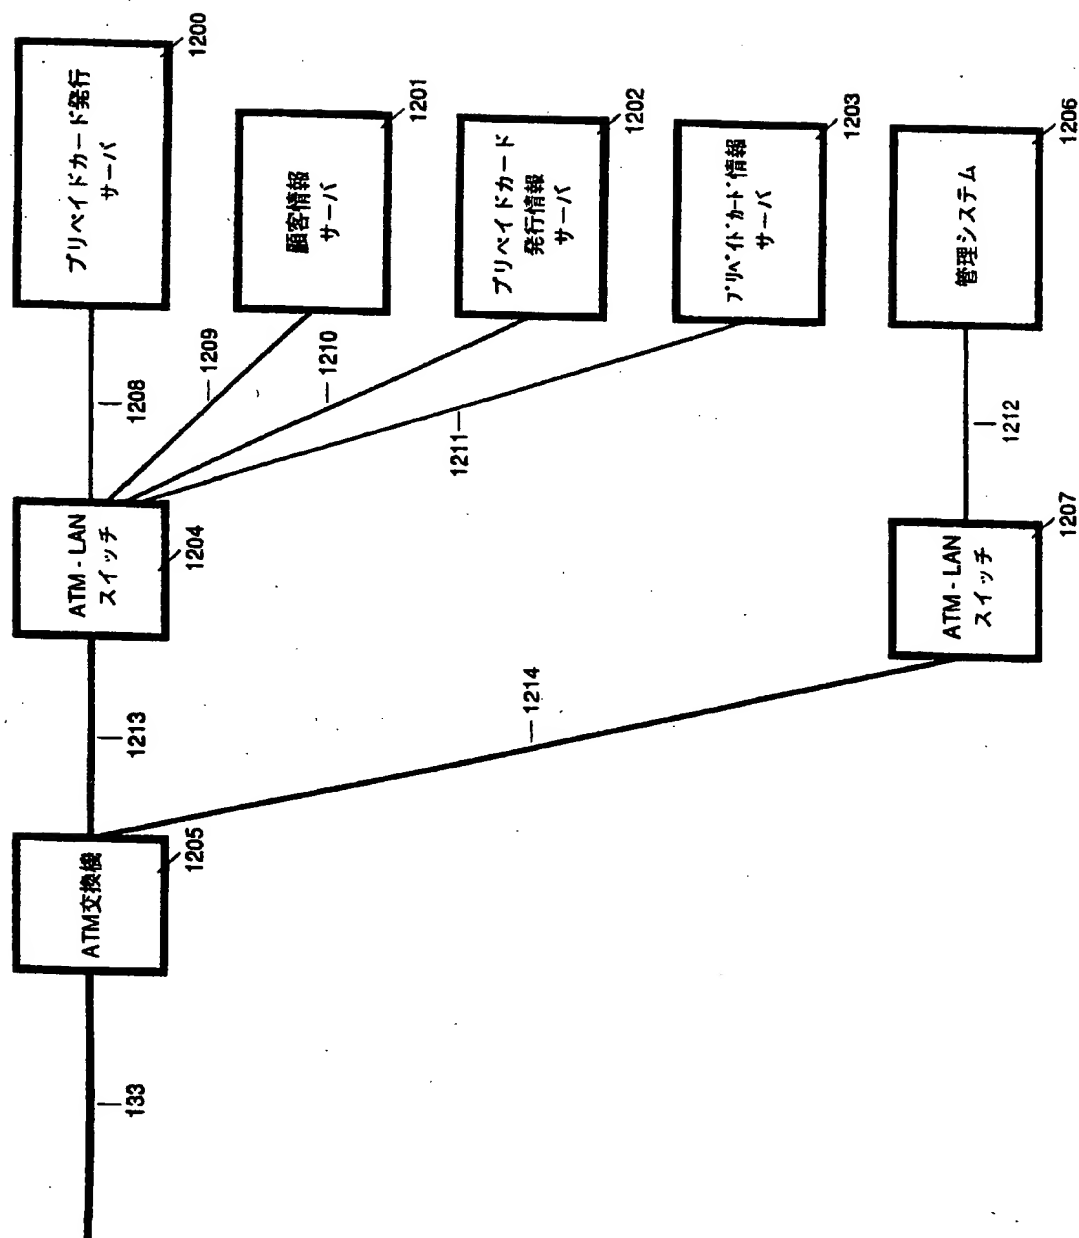 プリペイドカード発行
サーバ
1200
顧客情報
サーバ
1201
プリペイドカード
発行情報
サーバ
1202
プリペイドカード情報
サーバ
1203
管理システム
1206
1208
1209
1210
1211
1212
ATM - LAN
スイッチ
1204
ATM - LAN
スイッチ
1207
1213
1214
ATM交換機
1205
133